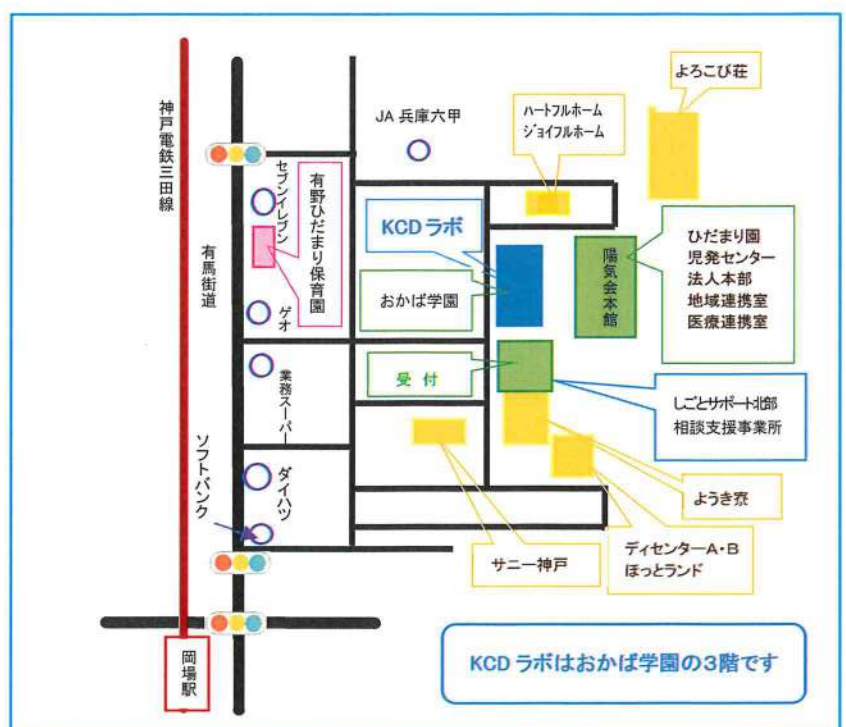 神戸電鉄三田線
有馬街道
JA 兵庫六甲
セブンイレブン
有野ひだまり保育園
ゲオ
業務スーパー
ソフトバンク
ダイハツ
岡場駅
ハートフルホーム
ジョイフルホーム
よろこび荘
KCD ラボ
おかば学園
陽気会本館
ひだまり園
児発センター
法人本部
地域連携室
医療連携室
受付
しごとサポート北部
相談支援事業所
ようき寮
サニー神戸
ディセンターA・B
ほっとランド
KCD ラボはおかば学園の3階です